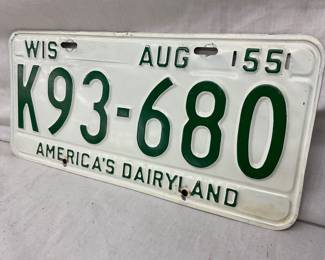 WIS AUG 55
K93-680
AMERICA'S DAIRYLAND